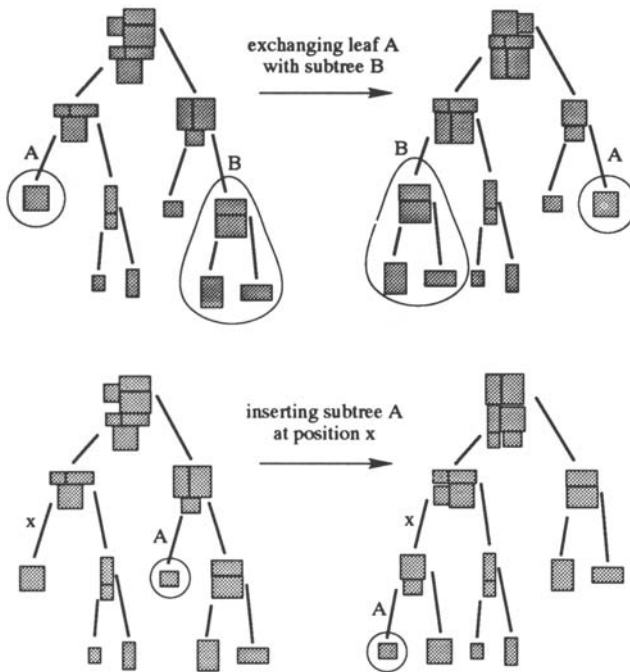 exchanging leaf A
with subtree B
A
B
B
A
inserting subtree A
at position x
x
A
x
A